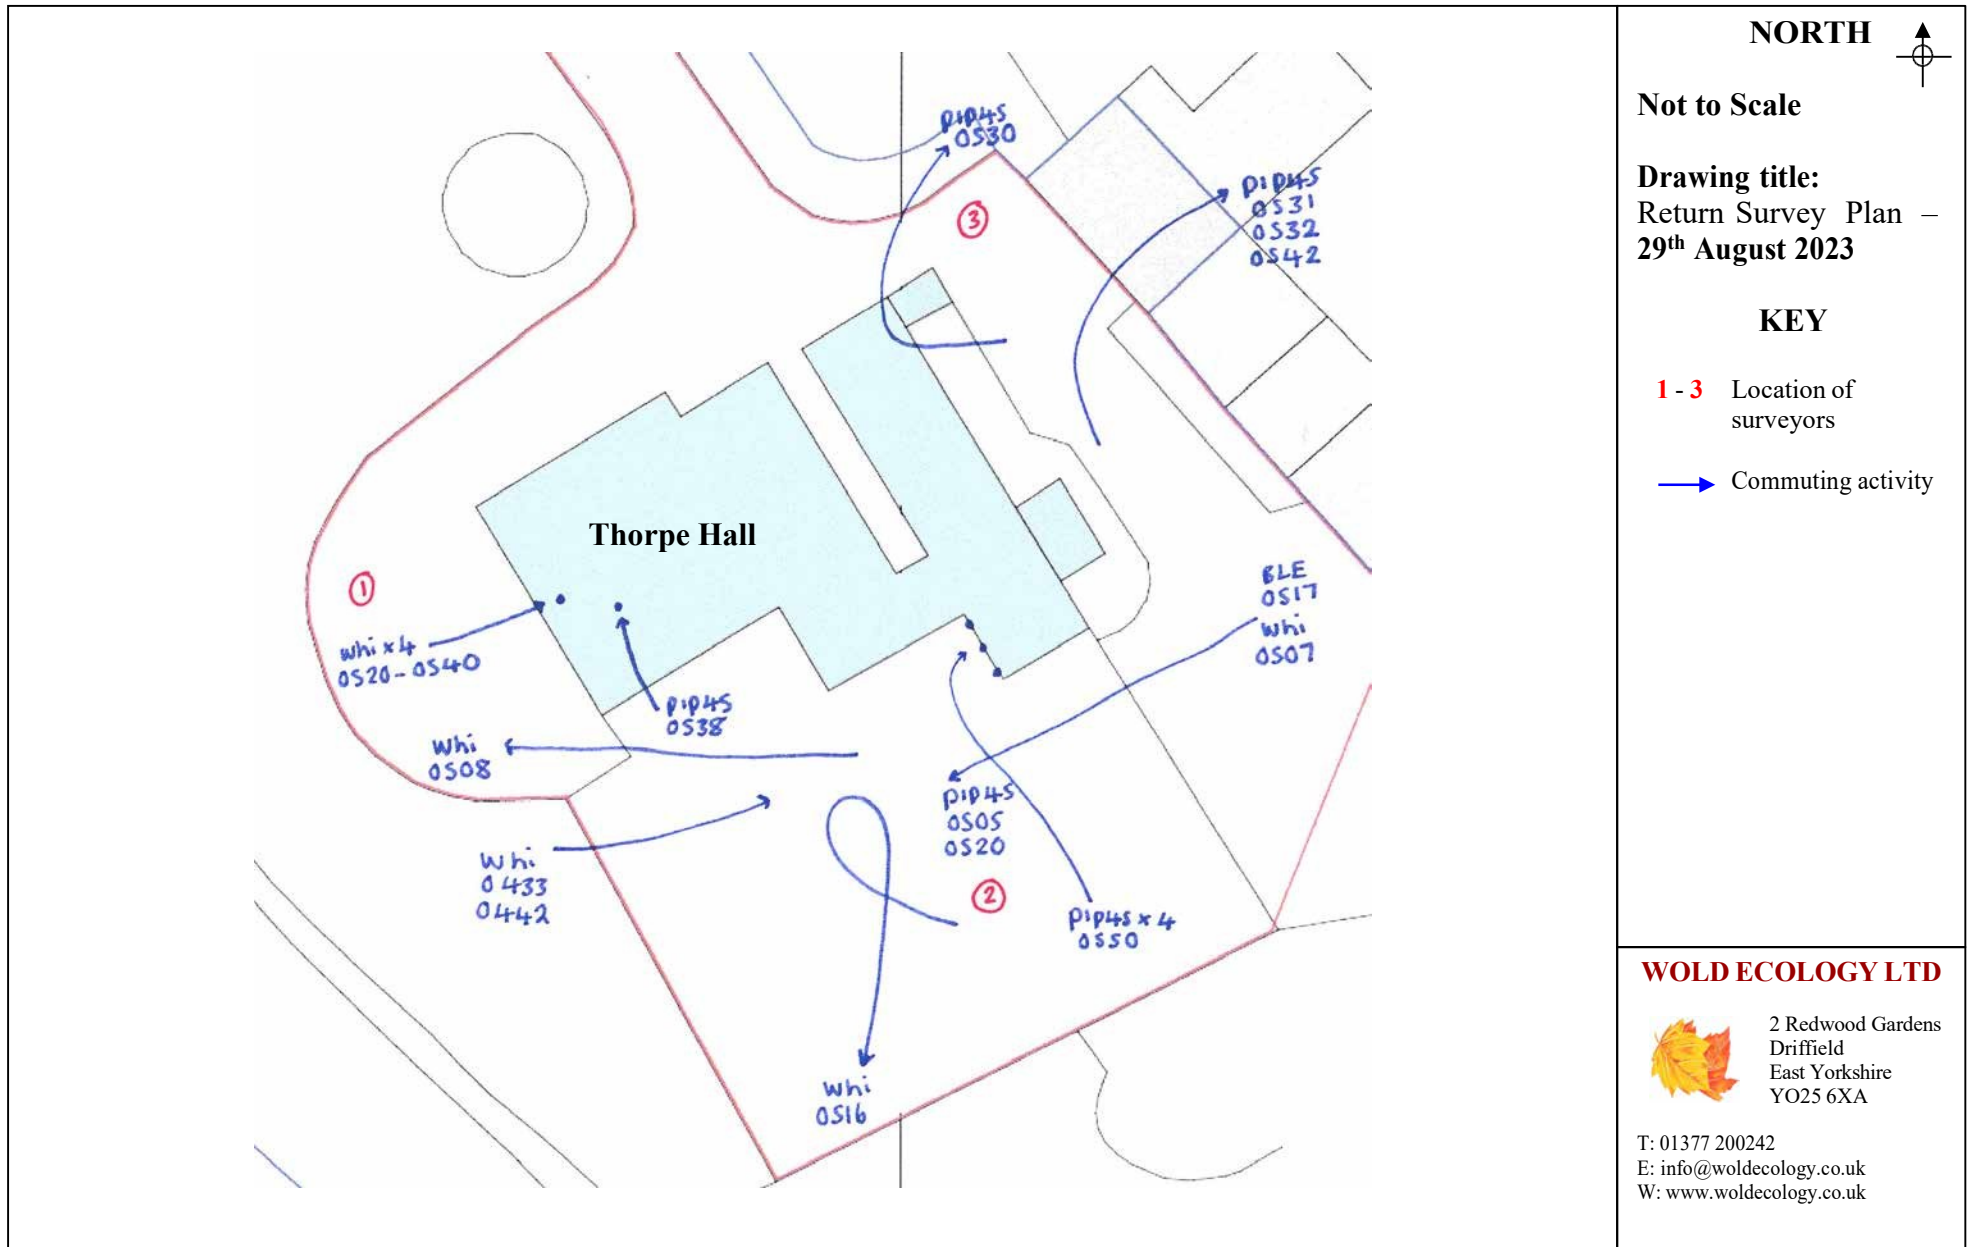 pip45
0530
3
pip45
0531
0532
0542
Thorpe Hall
1
whi x 4
0520 - 0540
pip45
0538
BLE
0517
Whi
0507
Whi
0508
pip45
0505
0520
Whi
0433
0442
2
pip45 x 4
0550
Whi
0516
NORTH
Not to Scale
Drawing title:
Return Survey Plan –
29th August 2023
KEY
1 - 3 Location of
surveyors
Commuting activity
WOLD ECOLOGY LTD
2 Redwood Gardens
Driffield
East Yorkshire
YO25 6XA
T: 01377 200242
E: info@woldecology.co.uk
W: www.woldecology.co.uk